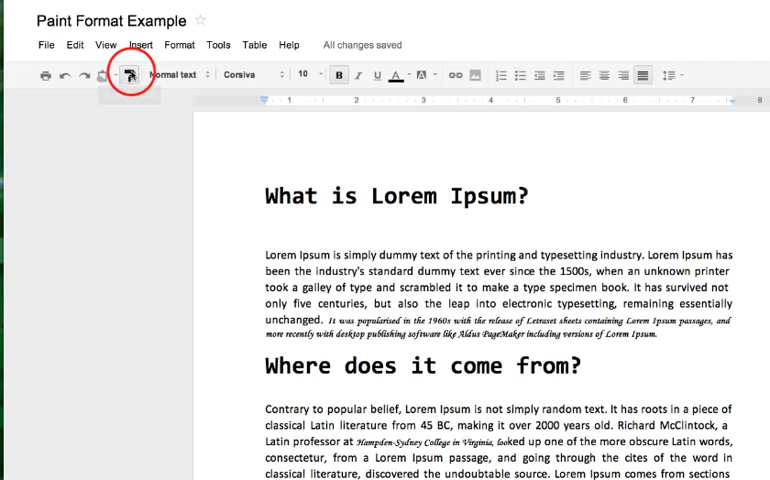 Paint Format Example
File Edit View Insert Format Tools Table Help All changes saved
Normal text Corsiva 10 B I U A A
1 2 3 4 5 6 7 8
What is Lorem Ipsum?
Lorem Ipsum is simply dummy text of the printing and typesetting industry. Lorem Ipsum has
been the industry's standard dummy text ever since the 1500s, when an unknown printer
took a galley of type and scrambled it to make a type specimen book. It has survived not
only five centuries, but also the leap into electronic typesetting, remaining essentially
unchanged. It was popularised in the 1960s with the release of Letraset sheets containing Lorem Ipsum passages, and
more recently with desktop publishing software like Aldus PageMaker including versions of Lorem Ipsum.
Where does it come from?
Contrary to popular belief, Lorem Ipsum is not simply random text. It has roots in a piece of
classical Latin literature from 45 BC, making it over 2000 years old. Richard McClintock, a
Latin professor at Hampden-Sydney College in Virginia, looked up one of the more obscure Latin words,
consectetur, from a Lorem Ipsum passage, and going through the cites of the word in
classical literature, discovered the undoubtable source. Lorem Ipsum comes from sections